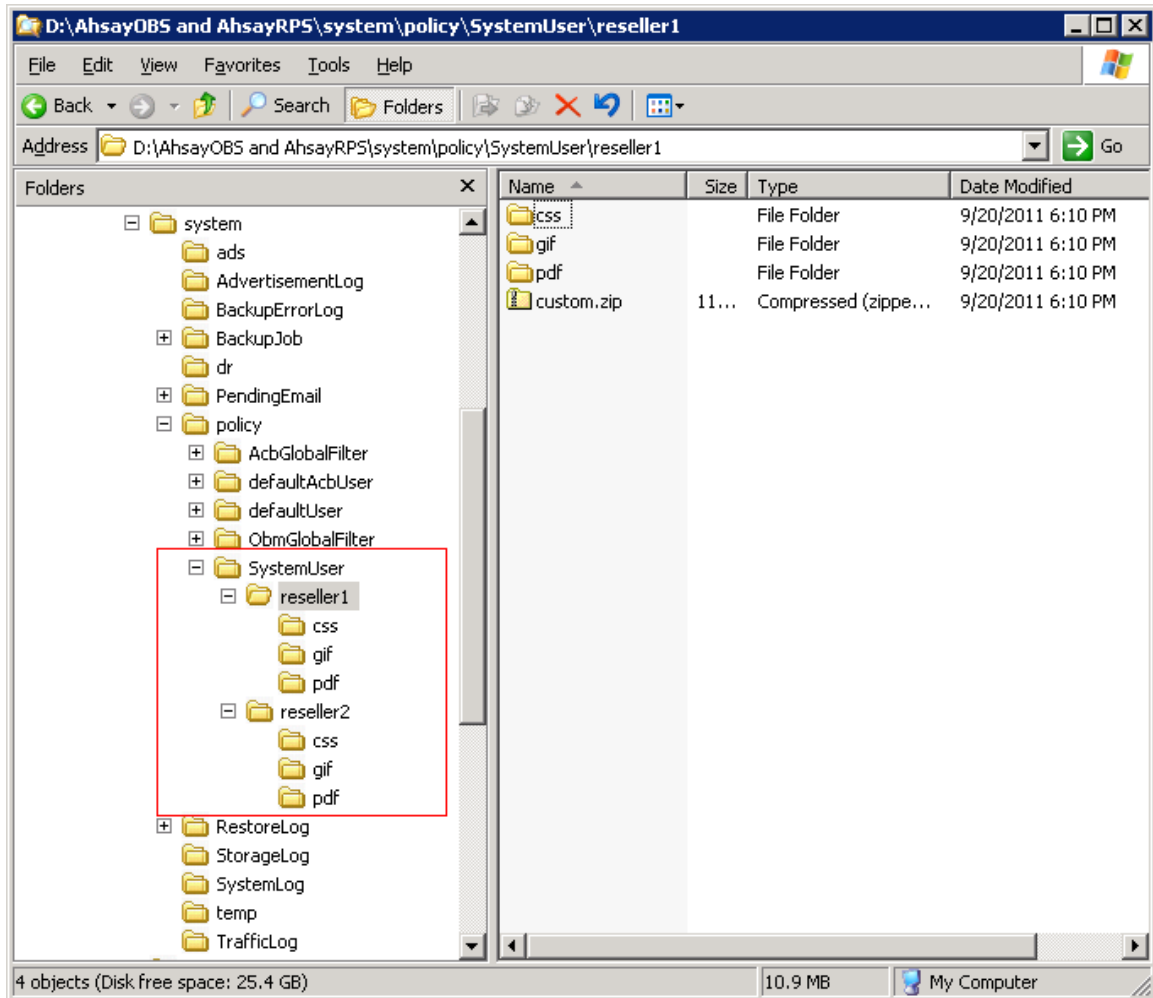 D:\AhsayOBS and AhsayRPS\system\policy\SystemUser\reseller1
File Edit View Favorites Tools Help
Back Search Folders
Address D:\AhsayOBS and AhsayRPS\system\policy\SystemUser\reseller1 Go
Folders
system
ads
AdvertisementLog
BackupErrorLog
BackupJob
dr
PendingEmail
policy
AcbGlobalFilter
defaultAcbUser
defaultUser
ObmGlobalFilter
SystemUser
reseller1
css
gif
pdf
reseller2
css
gif
pdf
RestoreLog
StorageLog
SystemLog
temp
TrafficLog
Name Size Type Date Modified
css File Folder 9/20/2011 6:10 PM
gif File Folder 9/20/2011 6:10 PM
pdf File Folder 9/20/2011 6:10 PM
custom.zip 11... Compressed (zippe... 9/20/2011 6:10 PM
4 objects (Disk free space: 25.4 GB) 10.9 MB My Computer